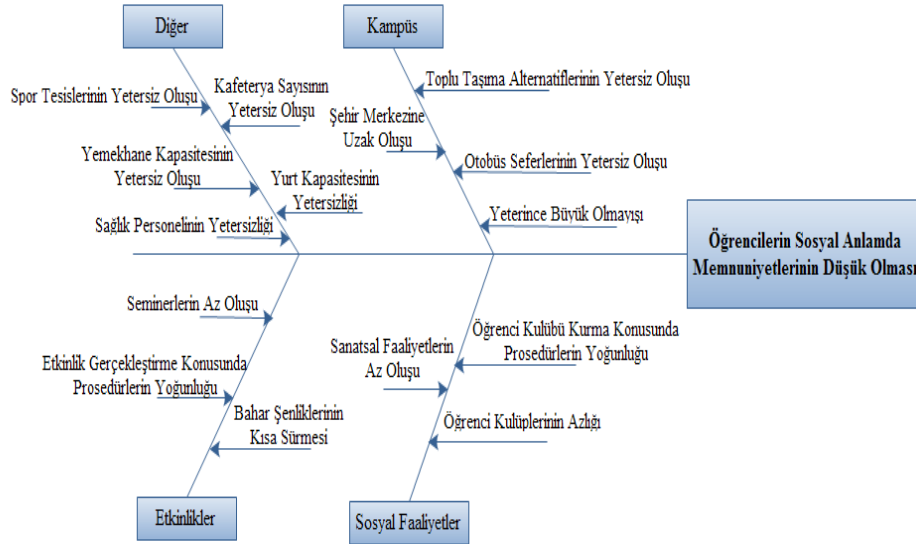 Diğer
Kampüs
Spor Tesislerinin Yetersiz Oluşu
Kafeterya Sayısının
Yetersiz Oluşu
Yemekhane Kapasitesinin
Yetersiz Oluşu
Yurt Kapasitesinin
Yetersizliği
Sağlık Personelinin Yetersizliği
Toplu Taşıma Alternatiflerinin Yetersiz Oluşu
Şehir Merkezine
Uzak Oluşu
Otobüs Seferlerinin Yetersiz Oluşu
Yeterince Büyük Olmayışı
Öğrencilerin Sosyal Anlamda
Memnuniyetlerinin Düşük Olması
Seminerlerin Az Oluşu
Etkinlik Gerçekleştirme Konusunda
Prosedürlerin Yoğunluğu
Bahar Şenliklerinin
Kısa Sürmesi
Öğrenci Kulübü Kurma Konusunda
Prosedürlerin Yoğunluğu
Sanatsal Faaliyetlerin
Az Oluşu
Öğrenci Kulüplerinin Azlığı
Etkinlikler
Sosyal Faaliyetler